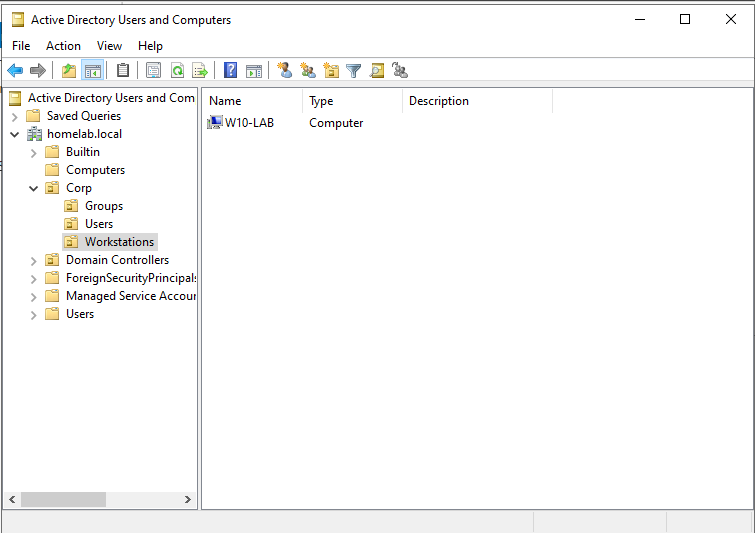 Active Directory Users and Computers
File Action View Help
Active Directory Users and Com
Saved Queries
homelab.local
Builtin
Computers
Corp
Groups
Users
Workstations
Domain Controllers
ForeignSecurityPrincipals
Managed Service Accour
Users
Name Type Description
W10-LAB Computer